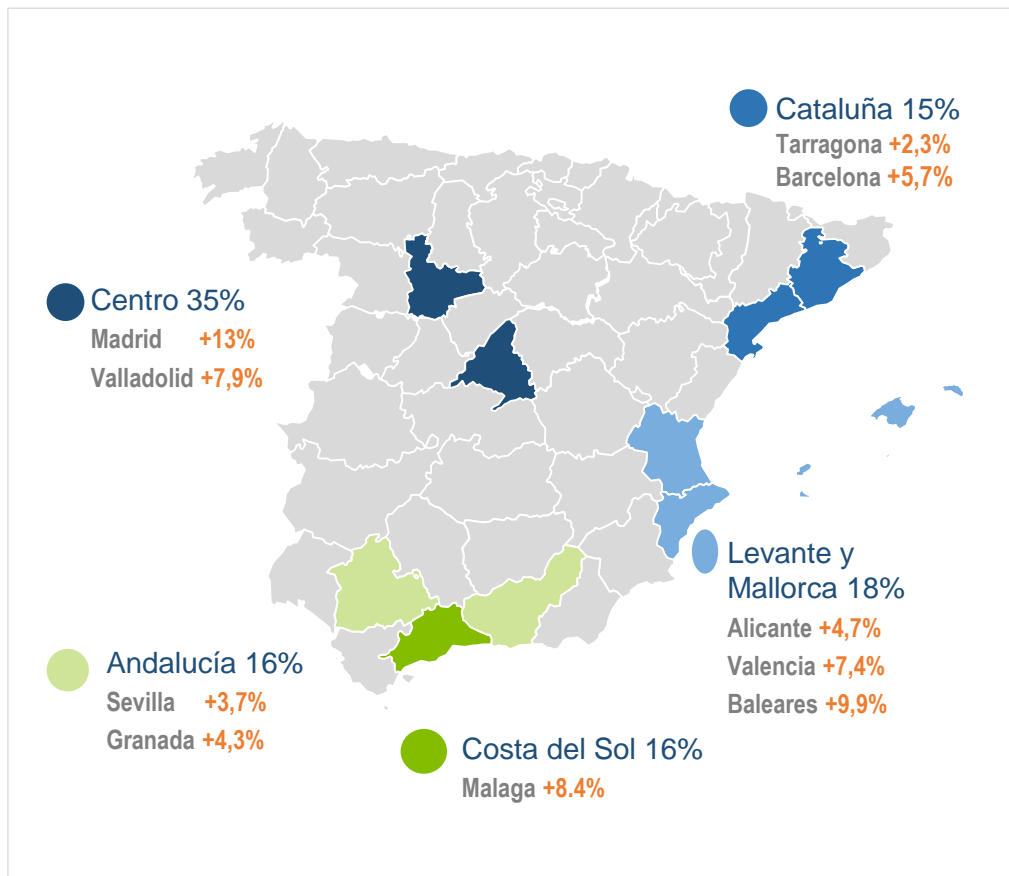 Cataluña 15%
Tarragona +2,3%
Barcelona +5,7%
Centro 35%
Madrid +13%
Valladolid +7,9%
Levante y
Mallorca 18%
Alicante +4,7%
Valencia +7,4%
Baleares +9,9%
Andalucía 16%
Sevilla +3,7%
Granada +4,3%
Costa del Sol 16%
Malaga +8.4%